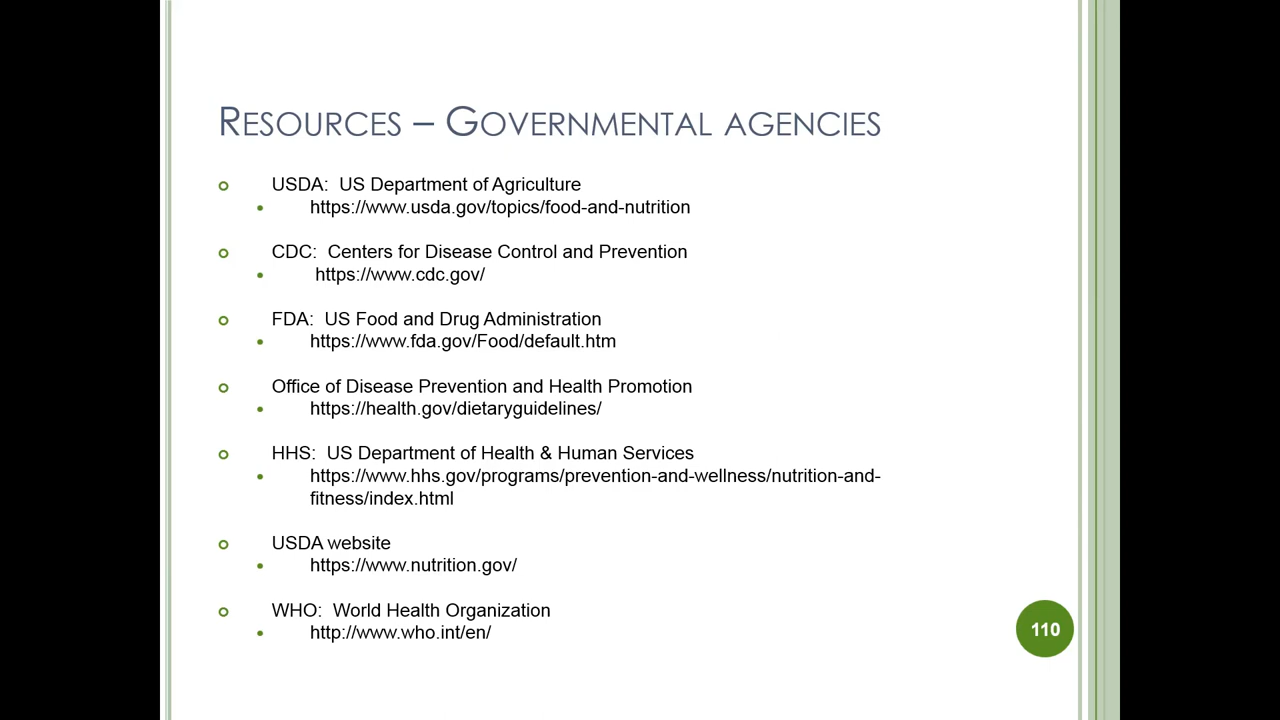 Resources – Governmental agencies
USDA:  US Department of Agriculture
https://www.usda.gov/topics/food-and-nutrition
CDC:  Centers for Disease Control and Prevention
https://www.cdc.gov/
FDA:  US Food and Drug Administration
https://www.fda.gov/Food/default.htm
Office of Disease Prevention and Health Promotion
https://health.gov/dietaryguidelines/
HHS:  US Department of Health & Human Services
https://www.hhs.gov/programs/prevention-and-wellness/nutrition-and-
fitness/index.html
USDA website
https://www.nutrition.gov/
WHO:  World Health Organization
http://www.who.int/en/
110